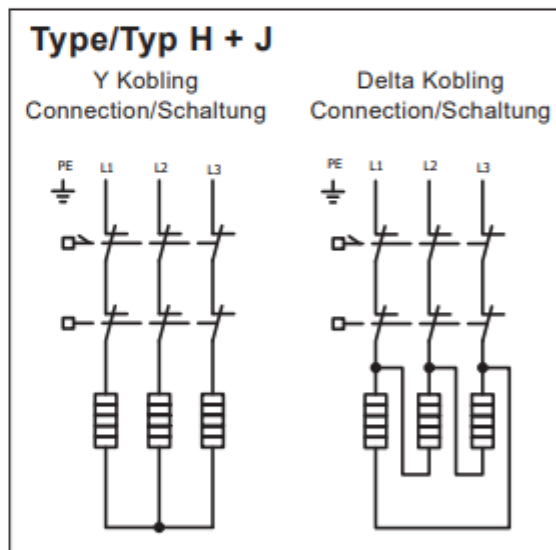 Type/Typ H + J
Y Kobling
Connection/Schaltung
Delta Kobling
Connection/Schaltung
PE L1 L2 L3
PE L1 L2 L3